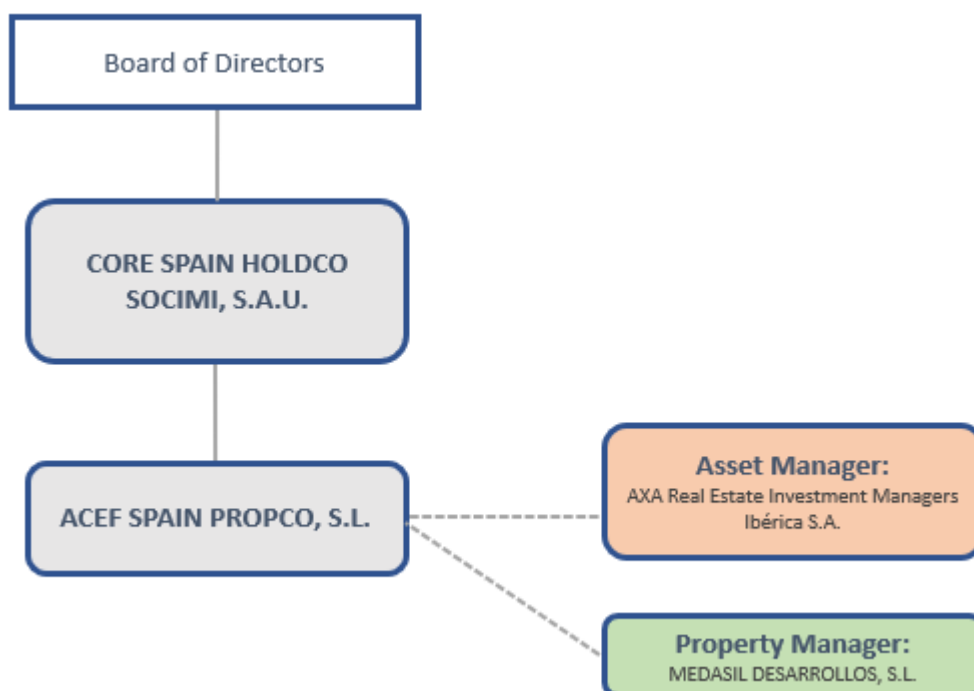 Board of Directors
CORE SPAIN HOLDCO
SOCIMI, S.A.U.
ACEF SPAIN PROPCO, S.L.
Asset Manager:
AXA Real Estate Investment Managers
Ibérica S.A.
Property Manager:
MEDASIL DESARROLLOS, S.L.